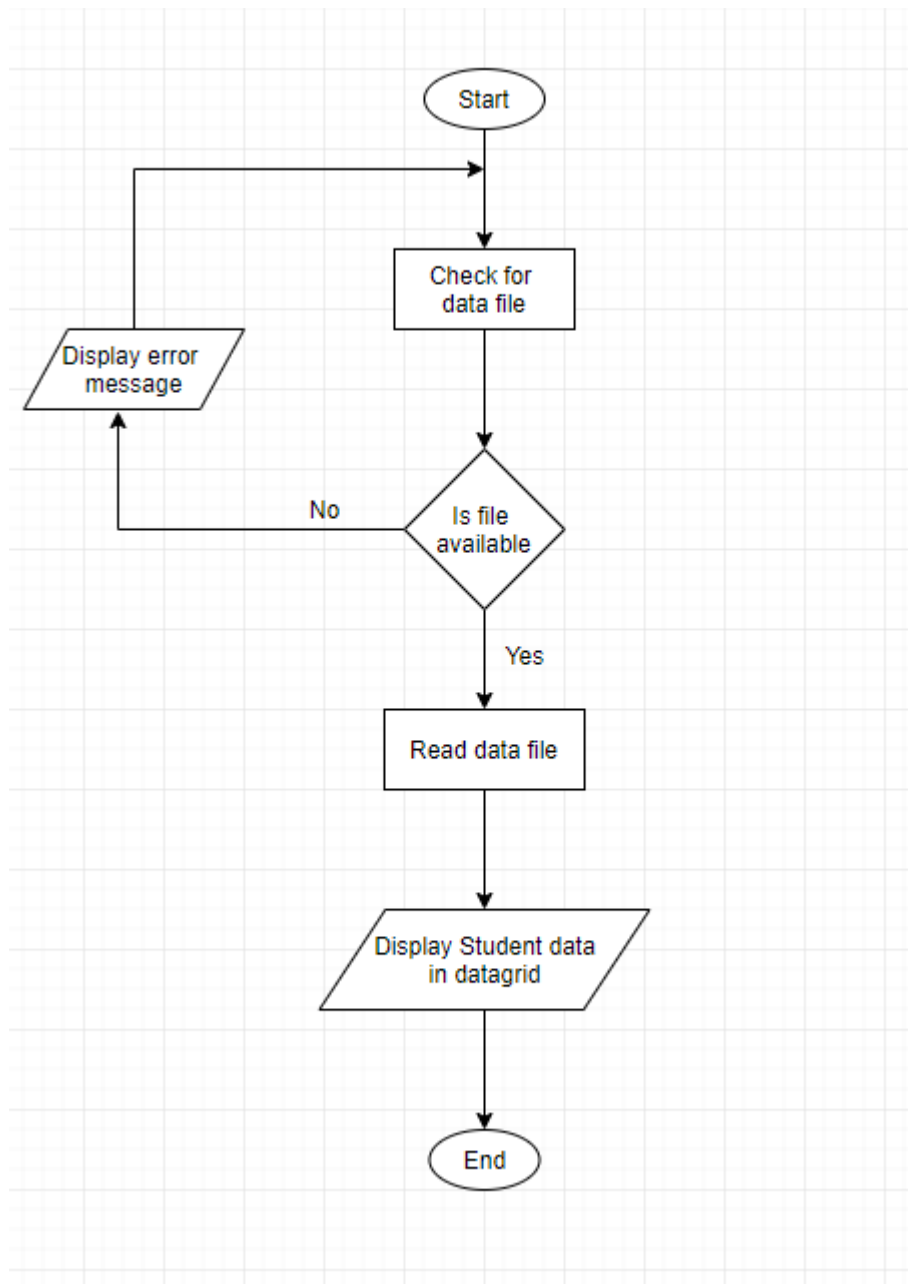 Start
Check for
data file
Display error
message
No
Is file
available
Yes
Read data file
Display Student data
in datagrid
End